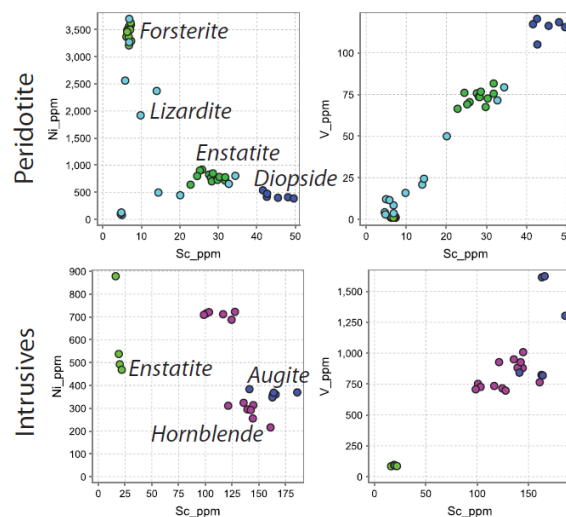 Peridotite
Ni_ppm
3,500
3,000
2,500
2,000
1,500
1,000
500
0
Forsterite
Lizardite
Enstatite
Diopside
0 10 20 30 40 50
Sc_ppm
V_ppm
100
75
50
25
0
0 10 20 30 40 50
Sc_ppm
Intrusives
Ni_ppm
900
800
700
600
500
400
300
200
100
0
Enstatite
Augite
Hornblende
0 25 50 75 100 125 150 175
Sc_ppm
V_ppm
1,500
1,250
1,000
750
500
250
0
0 50 100 150
Sc_ppm